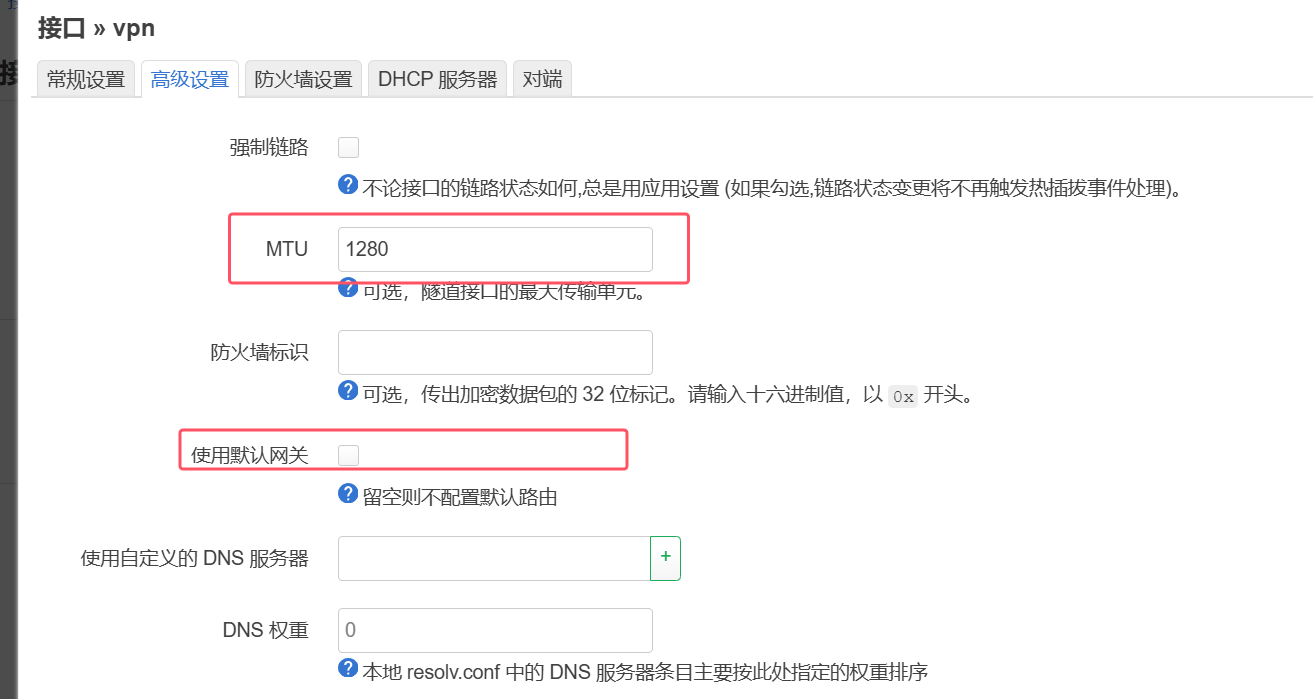 接口 » vpn
常规设置 高级设置 防火墙设置 DHCP 服务器 对端
强制链路
不论接口的链路状态如何,总是用应用设置 (如果勾选,链路状态变更将不再触发热插拔事件处理)。
MTU 1280
可选，隧道接口的最大传输单元。
防火墙标识
可选，传出加密数据包的 32 位标记。请输入十六进制值，以 0x 开头。
使用默认网关
留空则不配置默认路由
使用自定义的 DNS 服务器 +
DNS 权重 0
本地 resolv.conf 中的 DNS 服务器条目主要按此处指定的权重排序